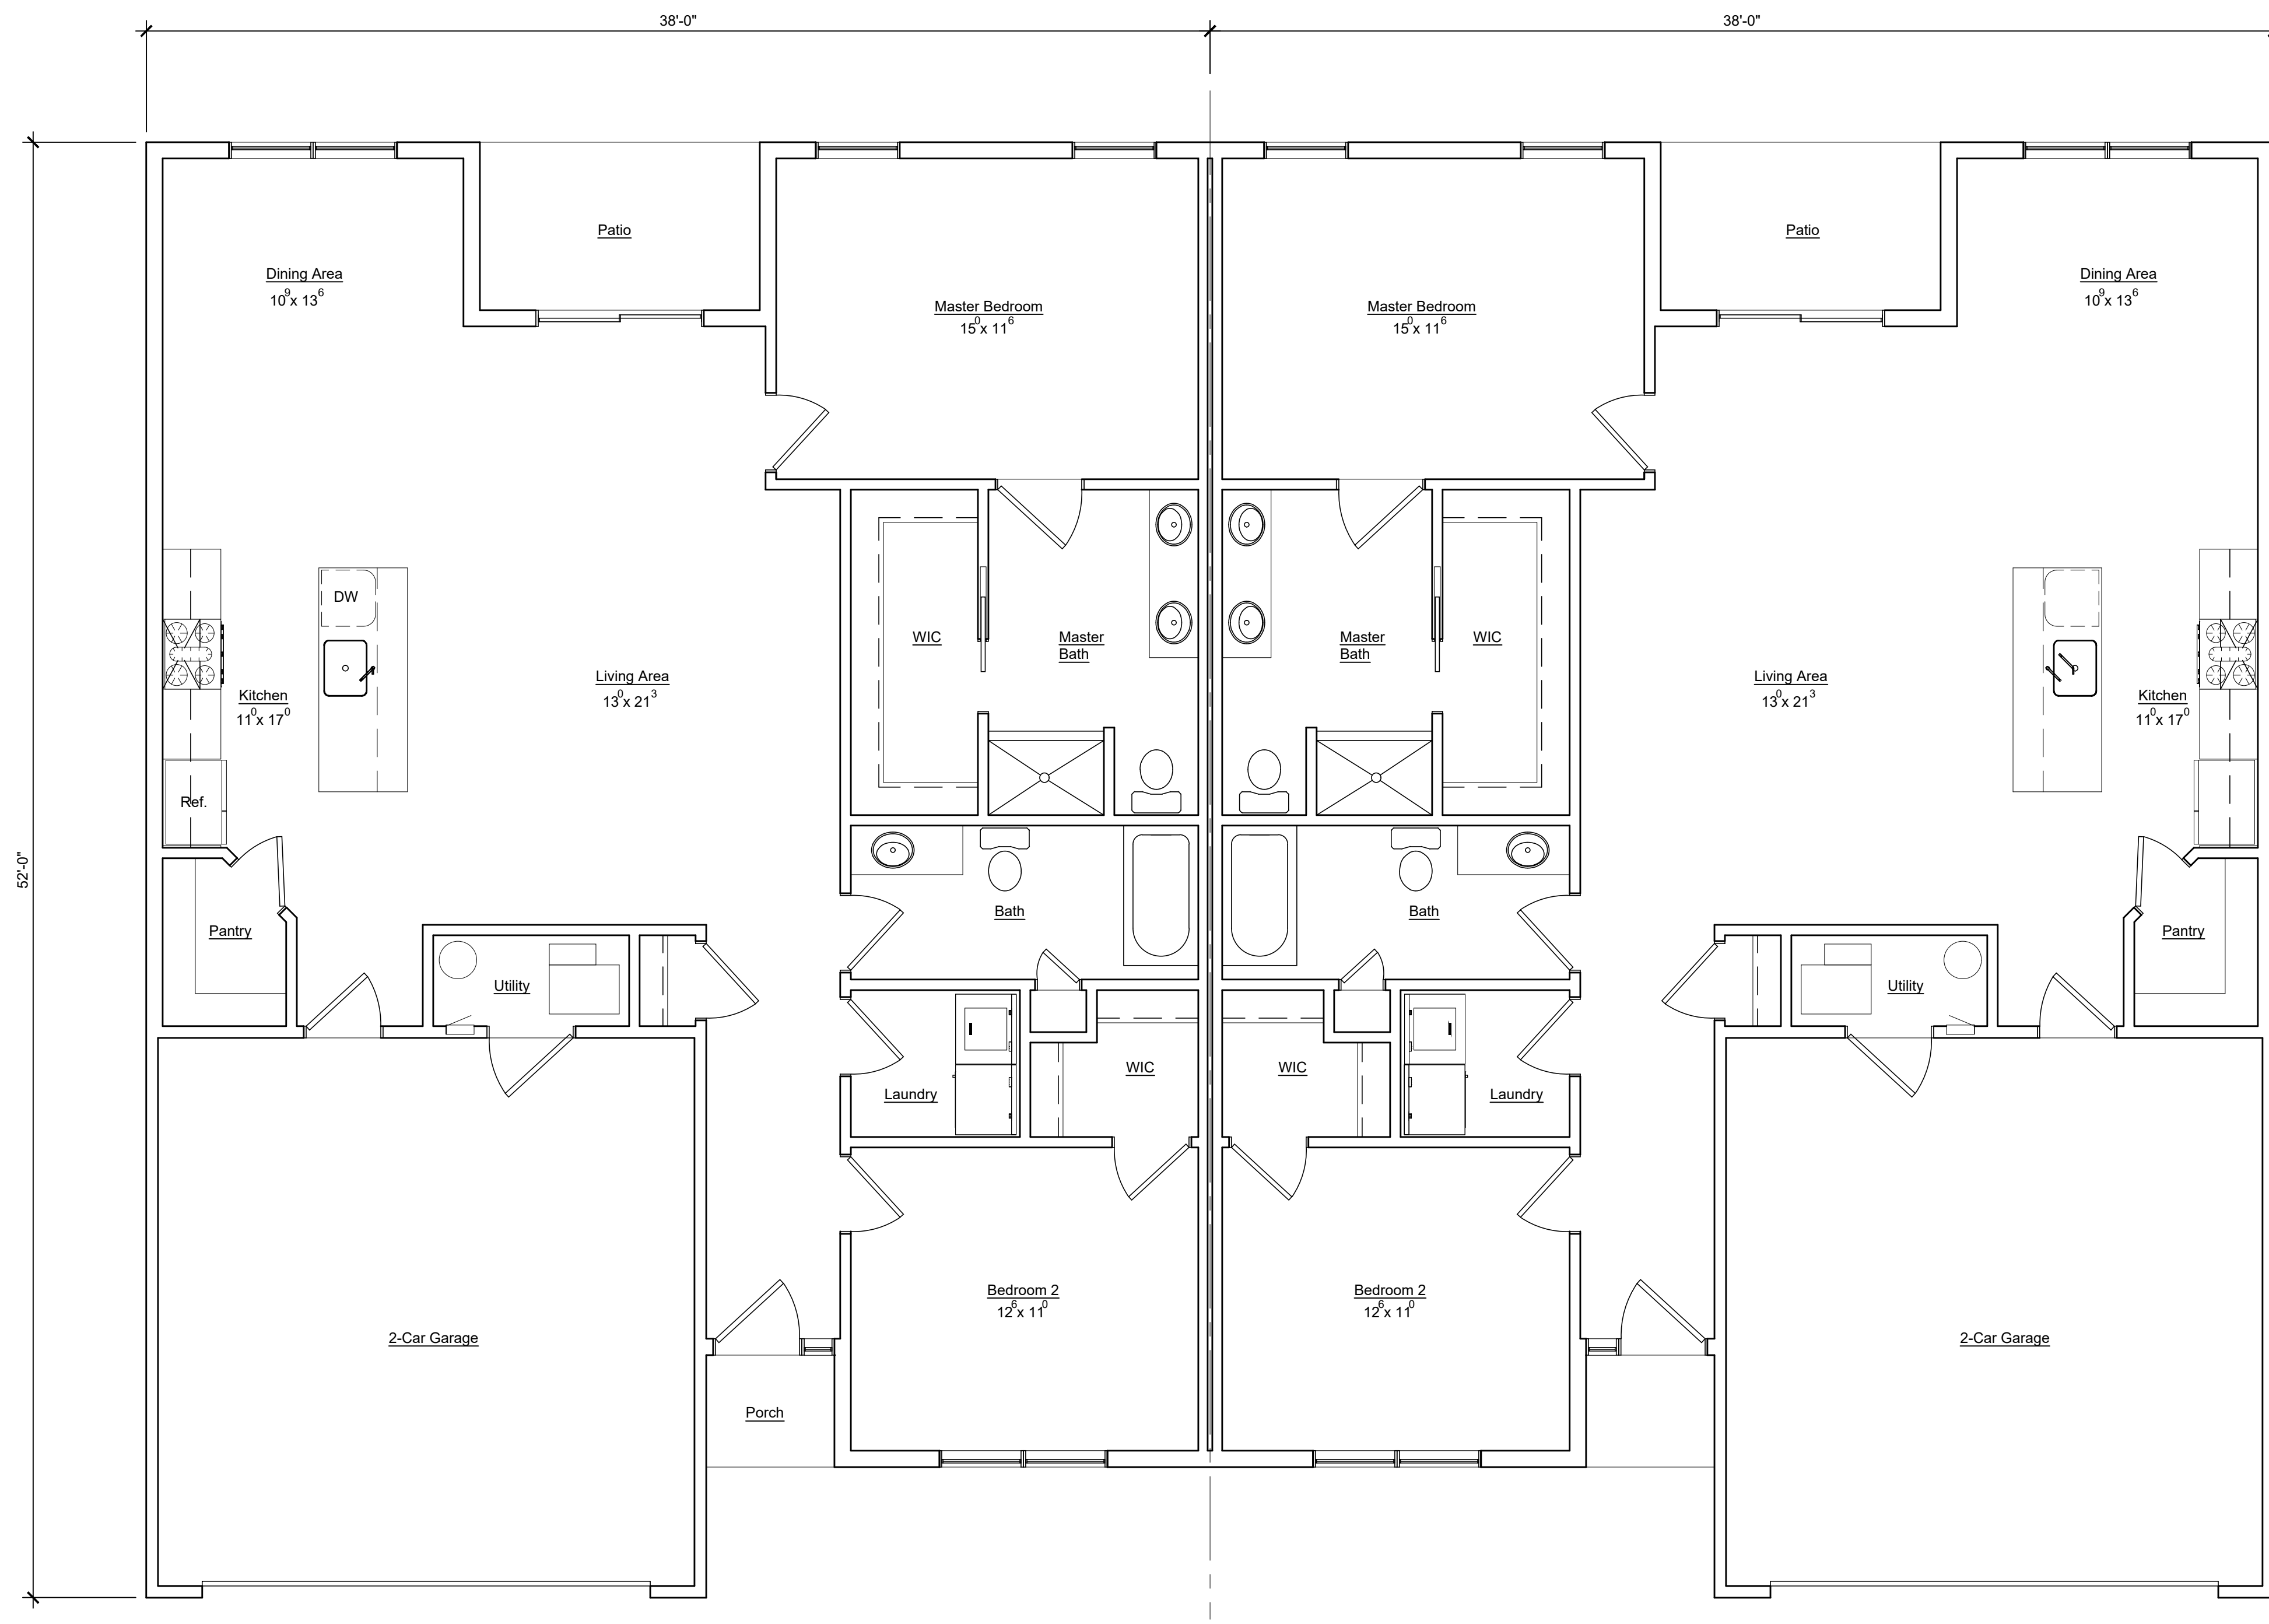 38'-0"
38'-0"
52'-0"
Patio
Patio
Dining Area
10⁹x 13⁶
Dining Area
10⁹x 13⁶
Master Bedroom
15⁰x 11⁶
Master Bedroom
15⁰x 11⁶
DW
WIC
Master
Bath
Master
Bath
WIC
Living Area
13⁰x 21³
Living Area
13⁰x 21³
Kitchen
11⁰x 17⁰
Kitchen
11⁰x 17⁰
Ref.
Bath
Bath
Pantry
Pantry
Utility
Utility
WIC
WIC
Laundry
Laundry
Bedroom 2
12⁶x 11⁰
Bedroom 2
12⁶x 11⁰
2-Car Garage
2-Car Garage
Porch